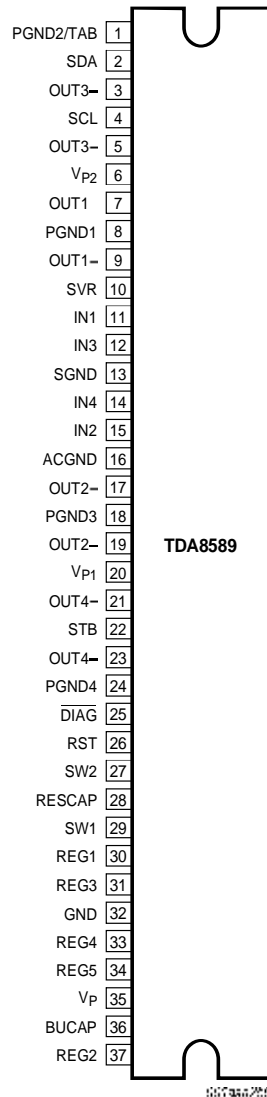 PGND2/TAB 1
SDA 2
OUT3− 3
SCL 4
OUT3− 5
VP2 6
OUT1 7
PGND1 8
OUT1− 9
SVR 10
IN1 11
IN3 12
SGND 13
IN4 14
IN2 15
ACGND 16
OUT2− 17
PGND3 18
OUT2− 19
TDA8589
VP1 20
OUT4− 21
STB 22
OUT4− 23
PGND4 24
DIAG 25
RST 26
SW2 27
RESCAP 28
SW1 29
REG1 30
REG3 31
GND 32
REG4 33
REG5 34
VP 35
BUCAP 36
REG2 37